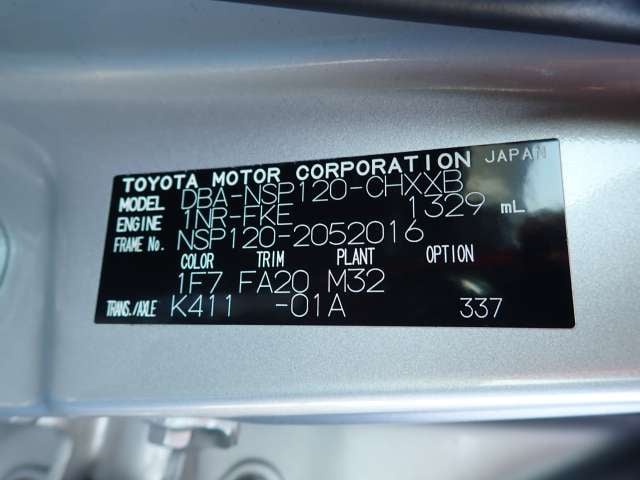 TOYOTA MOTOR CORPORATION JAPAN
MODEL DBA-NSP120-CHXXB
ENGINE 1NR-FKE 1329 mL
FRAME No. NSP120-2052016
COLOR TRIM PLANT OPTION
1F7 FA20 M32
TRANS./AXLE K411 -01A 337